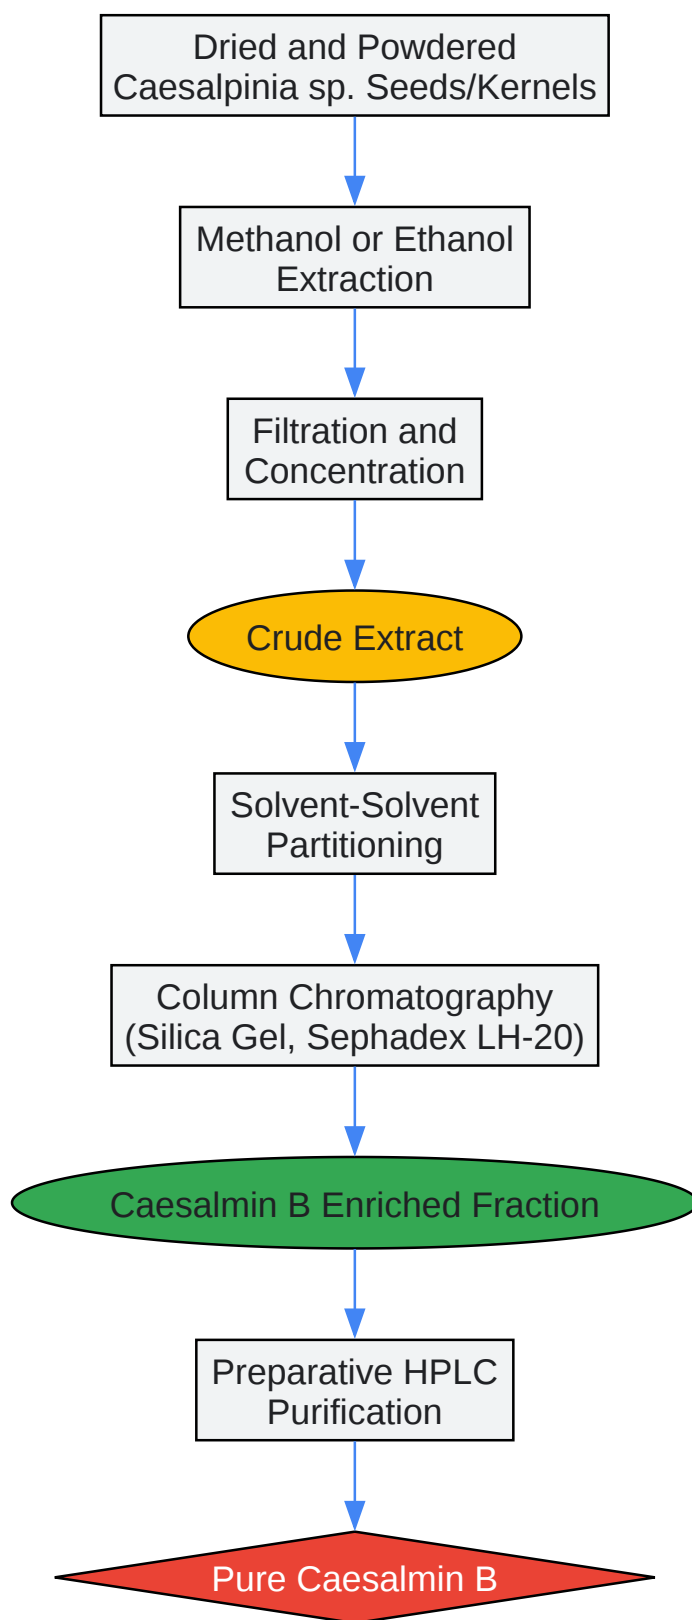 Dried and Powdered
Caesalpinia sp. Seeds/Kernels
Methanol or Ethanol
Extraction
Filtration and
Concentration
Crude Extract
Solvent-Solvent
Partitioning
Column Chromatography
(Silica Gel, Sephadex LH-20)
Caesalmin B Enriched Fraction
Preparative HPLC
Purification
Pure Caesalmin B